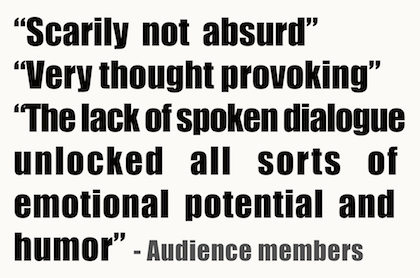 “Scarily not absurd”
“Very thought provoking”
“The lack of spoken dialogue
unlocked all sorts of
emotional potential and
humor” - Audience members